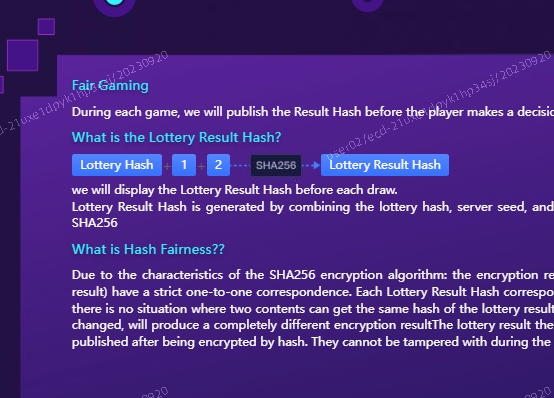 Fair Gaming
During each game, we will publish the Result Hash before the player makes a decisio
What is the Lottery Result Hash?
Lottery Hash + 1 + 2 SHA256 Lottery Result Hash
we will display the Lottery Result Hash before each draw.
Lottery Result Hash is generated by combining the lottery hash, server seed, and
SHA256
What is Hash Fairness??
Due to the characteristics of the SHA256 encryption algorithm: the encryption re
result) have a strict one-to-one correspondence. Each Lottery Result Hash correspo
there is no situation where two contents can get the same hash of the lottery resul
changed, will produce a completely different encryption resultThe lottery result the
published after being encrypted by hash. They cannot be tampered with during the